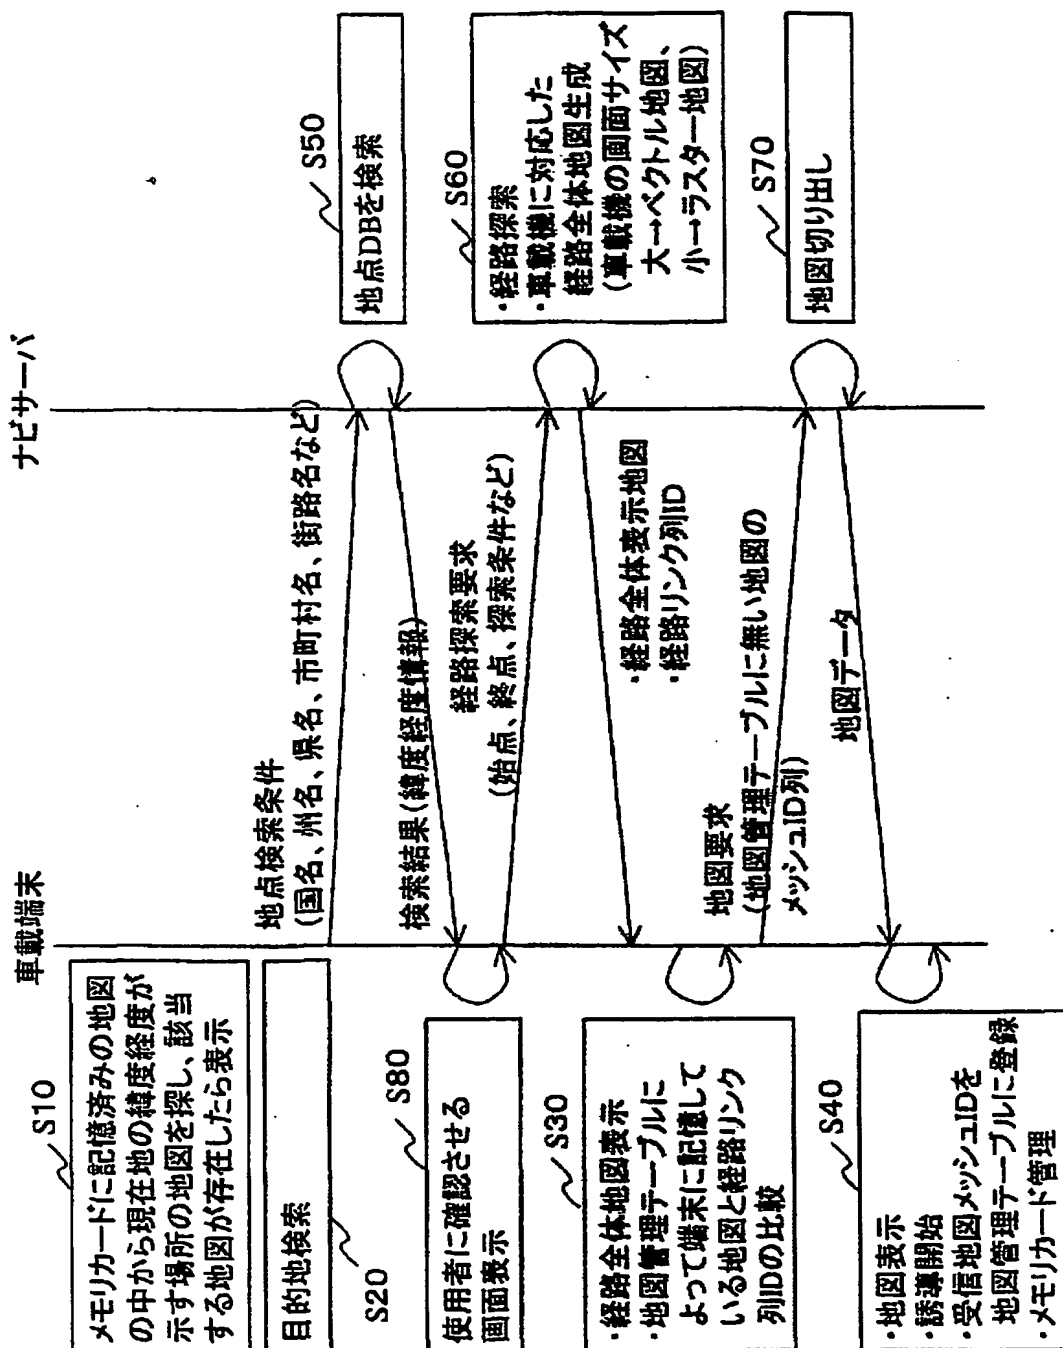 車載端末
ナビサーバ
S10
メモリカードに記憶済みの地図
の中から現在地の緯度経度が
示す場所の地図を探し、該当
する地図が存在したら表示
目的地検索
S20
地点検索条件
(国名、州名、県名、市町村名、街路名など)
S50
地点DBを検索
検索結果(緯度経度情報)
S80
使用者に確認させる
画面表示
経路探索要求
(始点、終点、探索条件など)
S60
・経路探索
・車載機に対応した
経路全体地図生成
(車載機の画面サイズ
大→ベクトル地図、
小→ラスター地図)
・経路全体表示地図
・経路リンク列ID
S30
・経路全体地図表示
・地図管理テーブルに
よって端末に記憶して
いる地図と経路リンク
列IDの比較
地図要求
(地図管理テーブルに無い地図の
メッシュID列)
S70
地図切り出し
地図データ
S40
・地図表示
・誘導開始
・受信地図メッシュIDを
地図管理テーブルに登録
・メモリカード管理